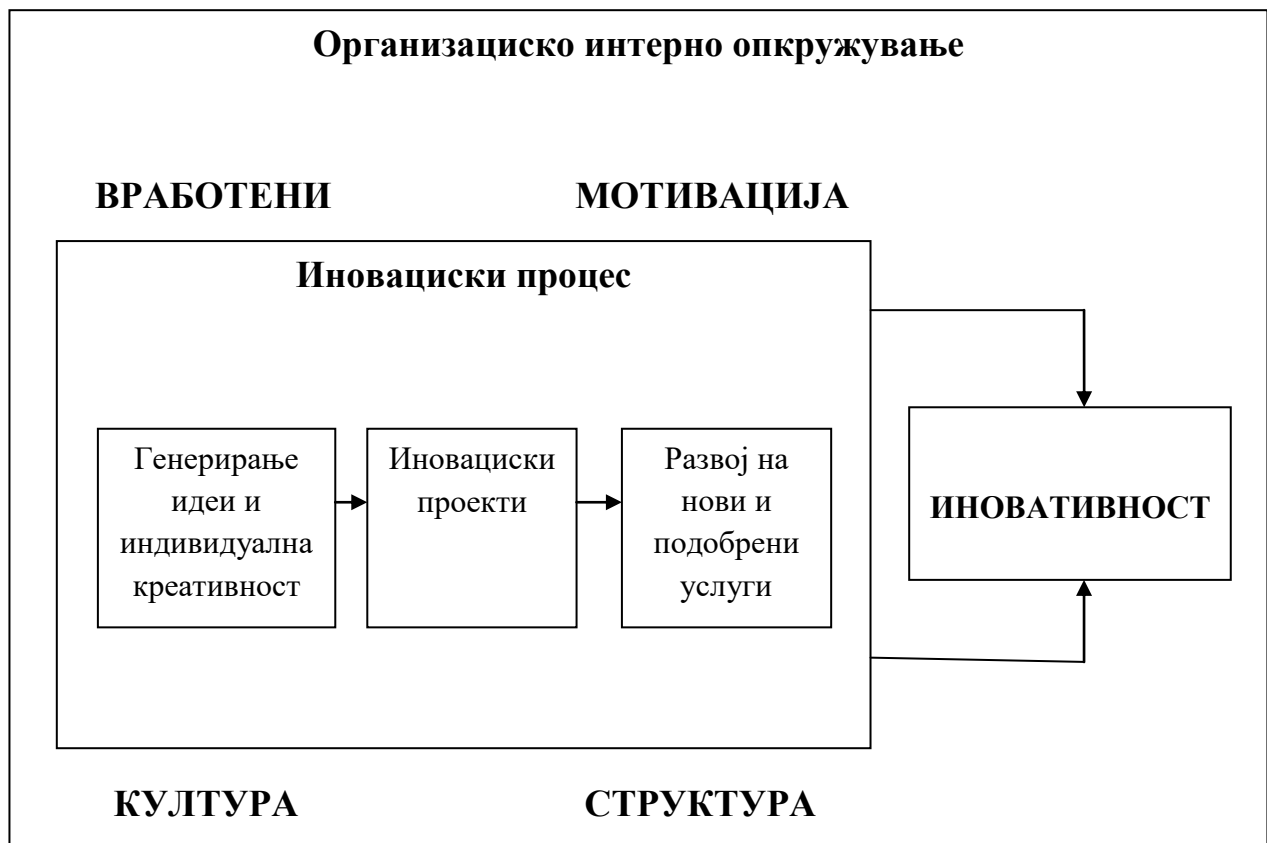 Организациско интерно опкружување
ВРАБОТЕНИ
МОТИВАЦИЈА
Иновациски процес
Генерирање
идеи и
индивидуална
креативност
Иновациски
проекти
Развој на
нови и
подобрени
услуги
ИНОВАТИВНОСТ
КУЛТУРА
СТРУКТУРА